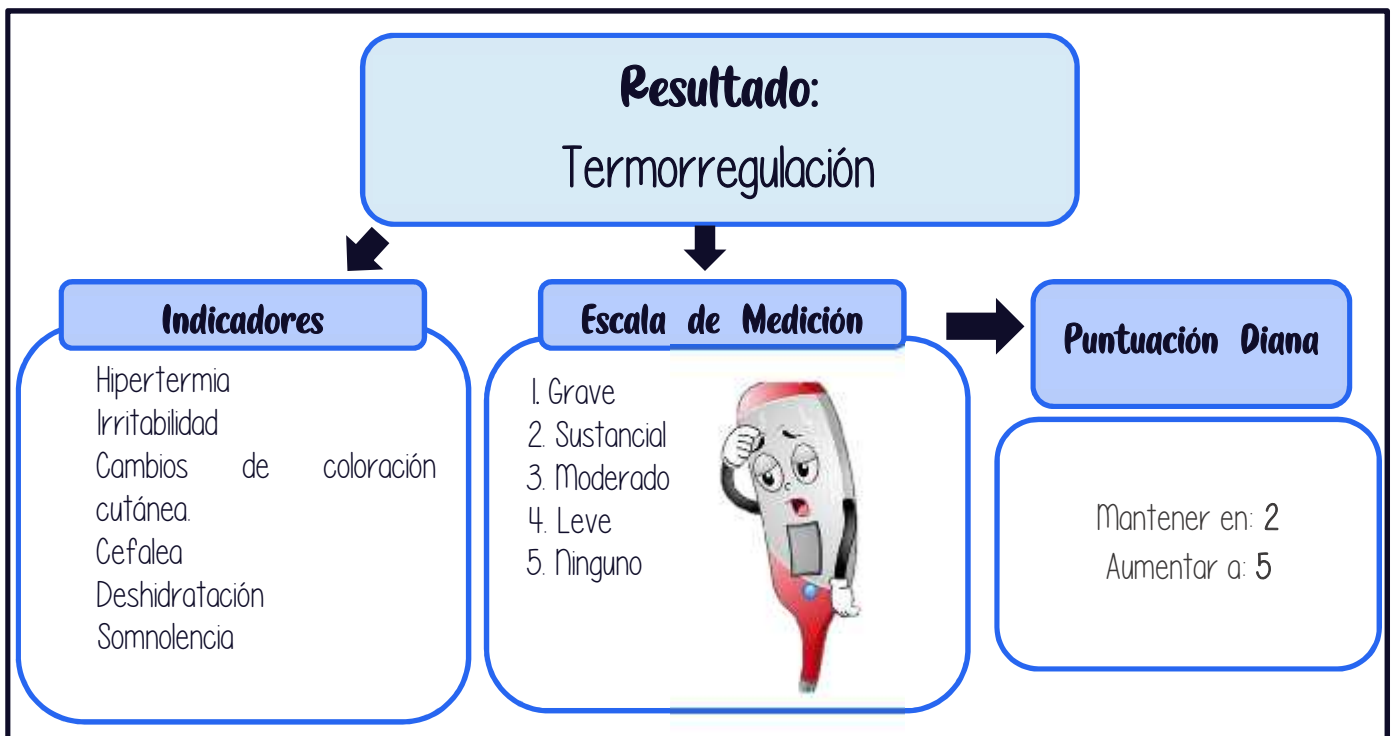 Resultado:
Termorregulación
Indicadores
Hipertermia
Irritabilidad
Cambios de coloración
cutánea.
Cefalea
Deshidratación
Somnolencia
Escala de Medición
1. Grave
2. Sustancial
3. Moderado
4. Leve
5. Ninguno
Puntuación Diana
Mantener en: 2
Aumentar a: 5